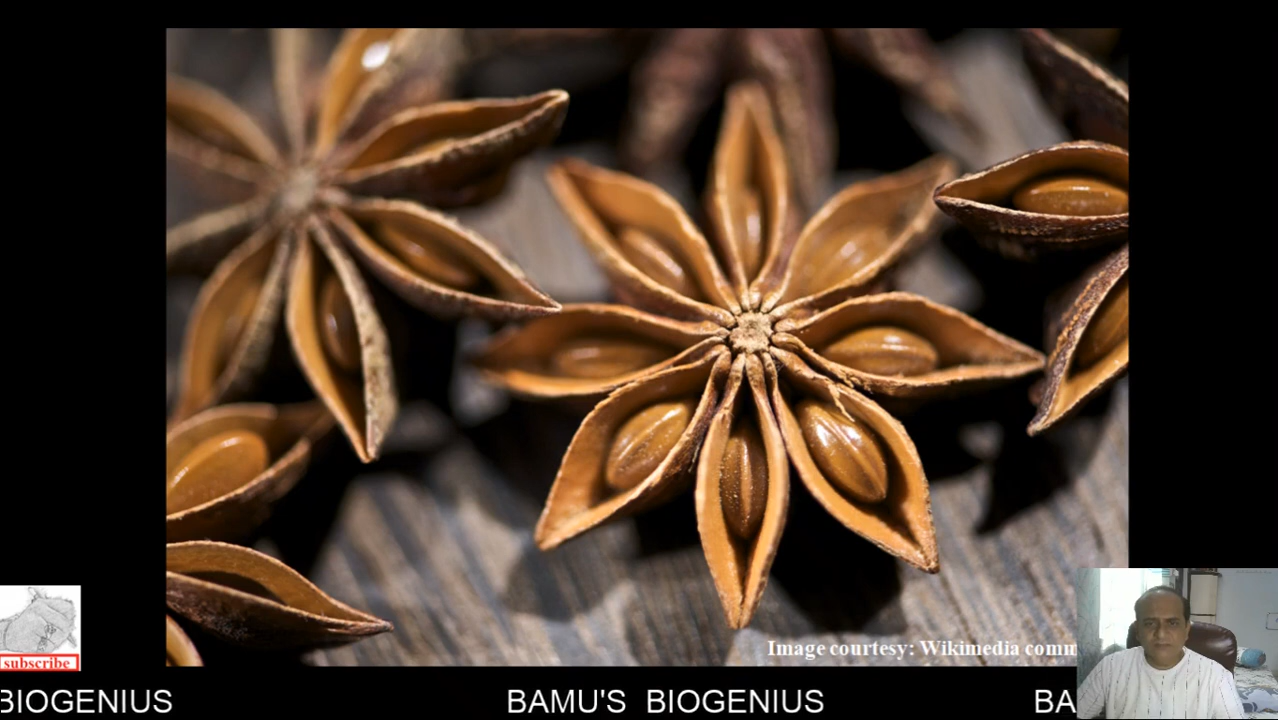 Image courtesy: Wikimedia comm
subscribe
BIOGENIUS
BAMU'S  BIOGENIUS
BA